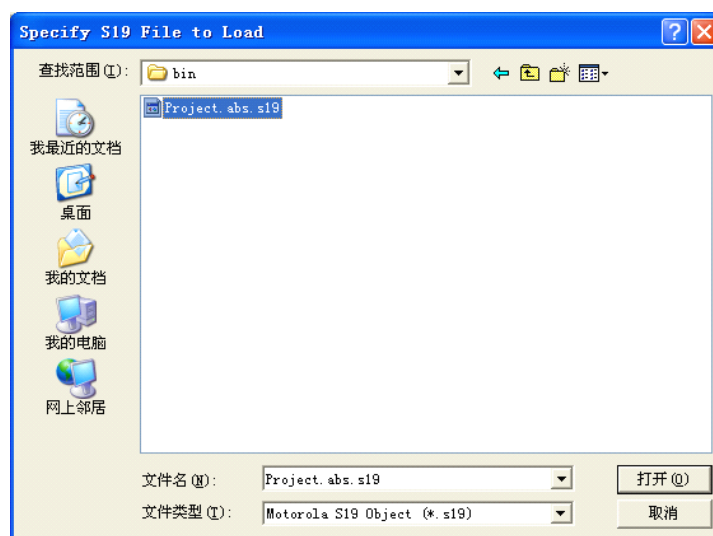 Specify S19 File to Load
查找范围(I):
bin
Project.abs.s19
我最近的文档
桌面
我的文档
我的电脑
网上邻居
文件名(N):
Project.abs.s19
打开(O)
文件类型(T):
Motorola S19 Object (*.s19)
取消